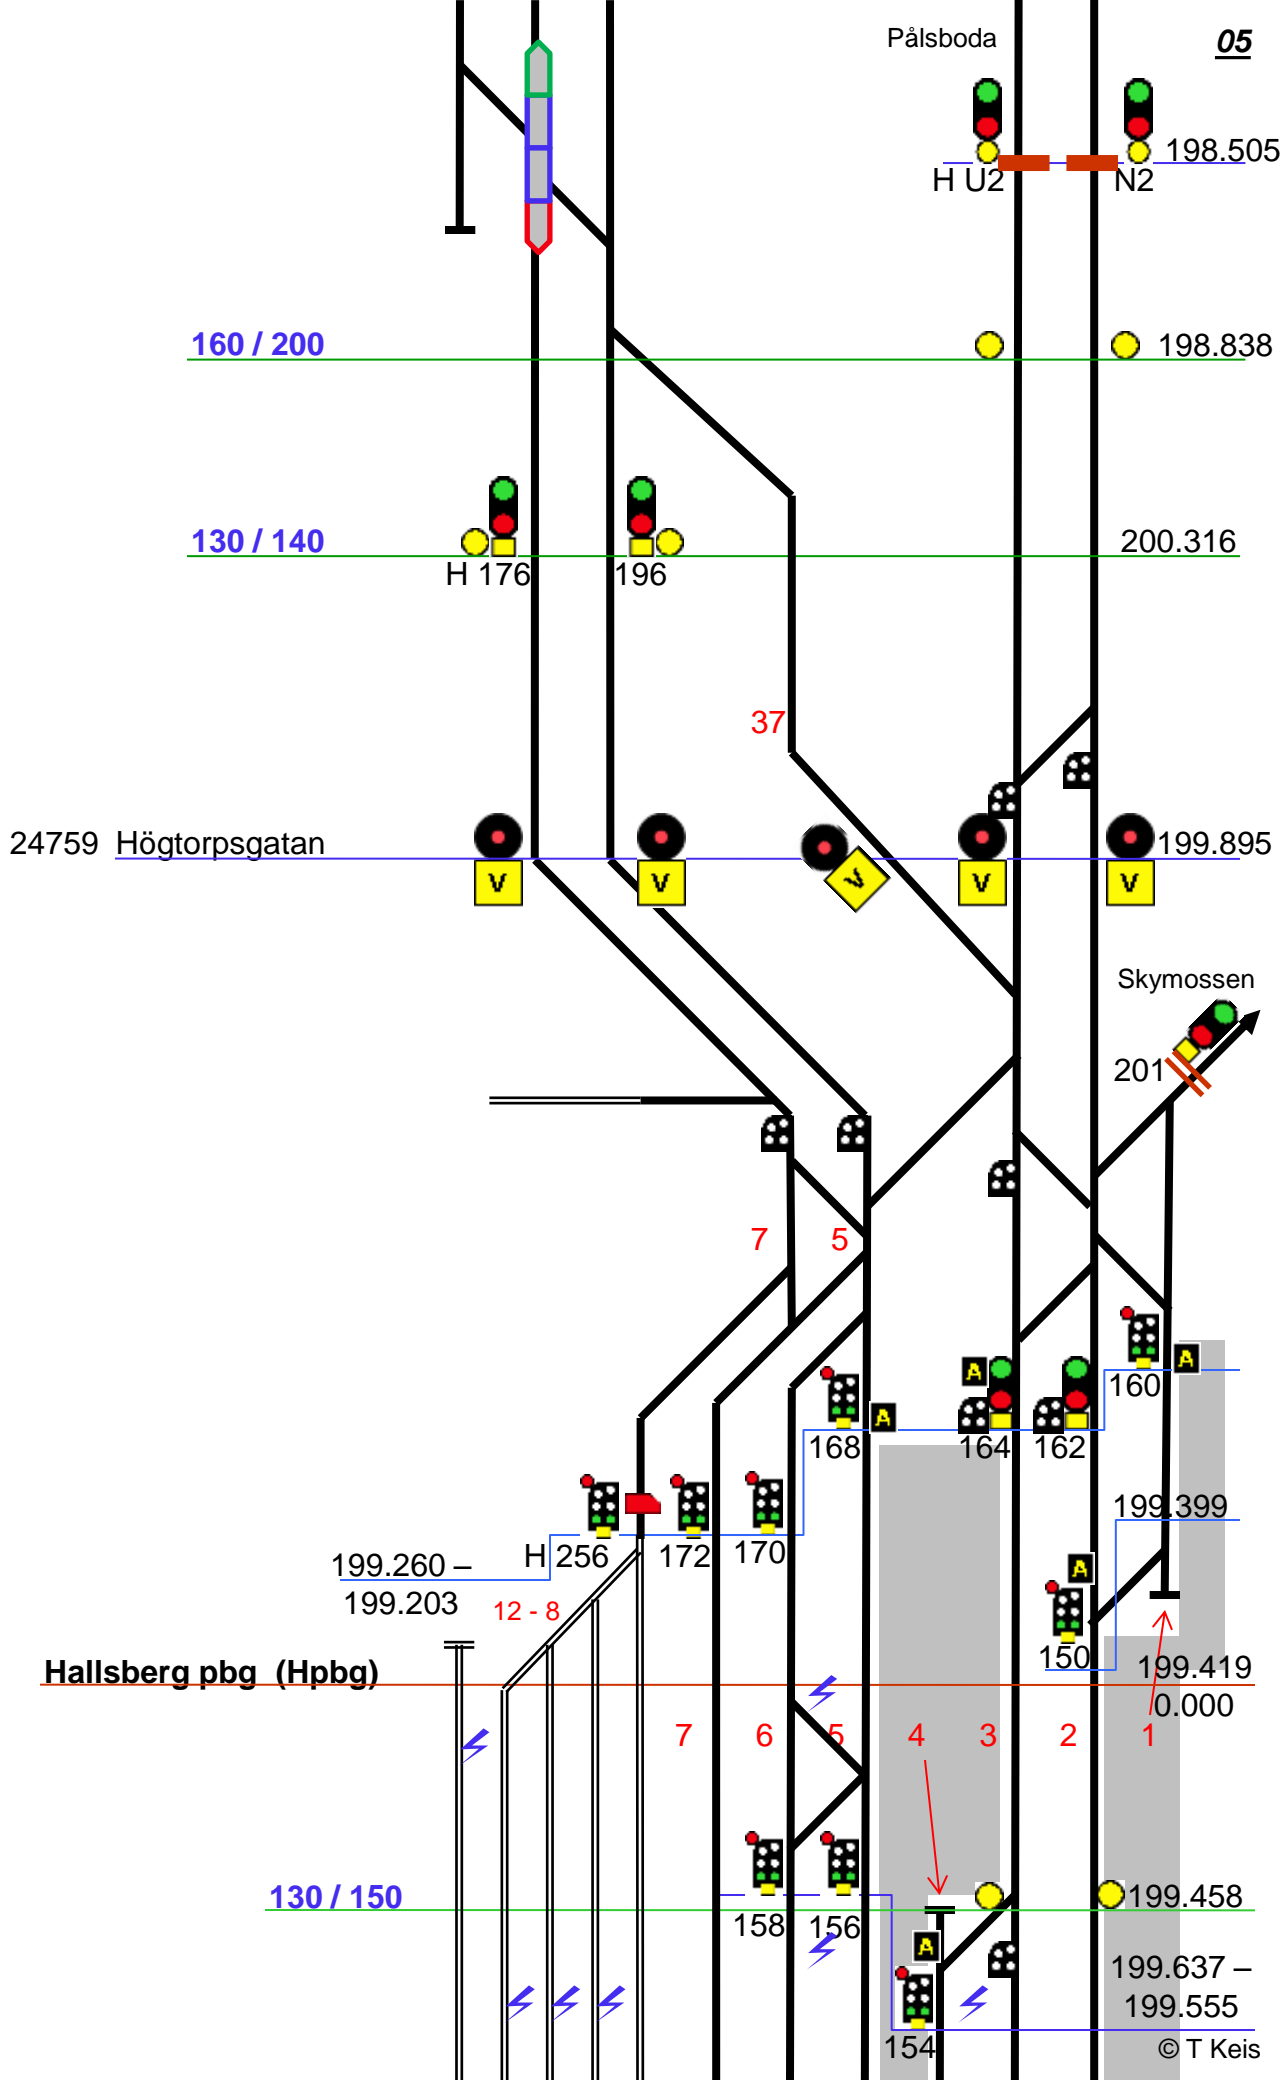 Pålsboda
05
198.505
H U2
N2
160 / 200
198.838
130 / 140
200.316
H 176
196
37
24759 Högtorpsgatan
199.895
V
V
V
V
V
Skymossen
201
7
5
A
A
160
168
A
164
162
199.399
H 256
172
170
199.260 –
199.203
12 - 8
A
150
Hallsberg pbg (Hpbg)
199.419
0.000
7
6
5
4
3
2
1
130 / 150
199.458
158
156
A
199.637 –
199.555
154
© T Keis